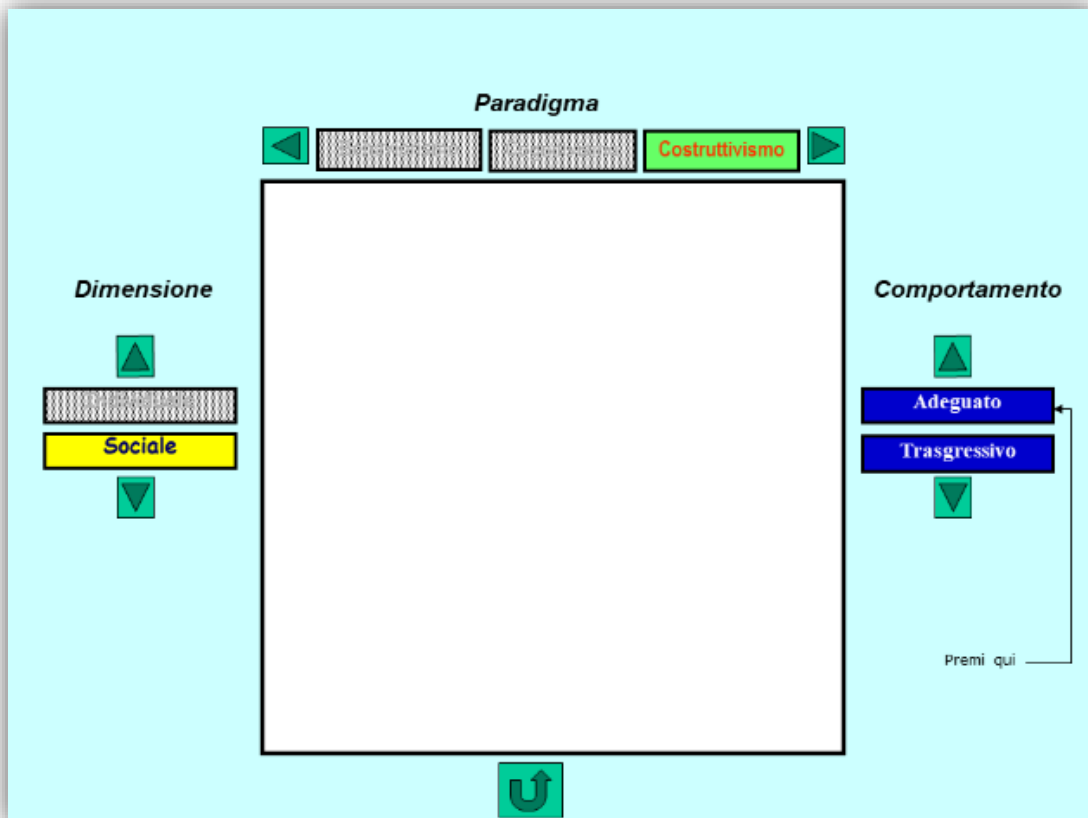 Paradigma
Costruttivismo
Dimensione
Comportamento
Adeguato
Sociale
Trasgressivo
Premi qui